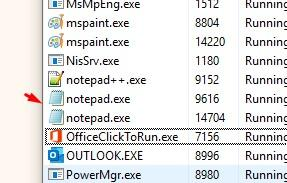 MsMpEng.exe 1512 Running
mspaint.exe 8804 Running
mspaint.exe 14220 Running
NisSrv.exe 1180 Running
notepad++.exe 9152 Running
notepad.exe 9616 Running
notepad.exe 14704 Running
OfficeClickToRun.exe 7156 Running
OUTLOOK.EXE 8996 Running
PowerMgr.exe 8980 Running